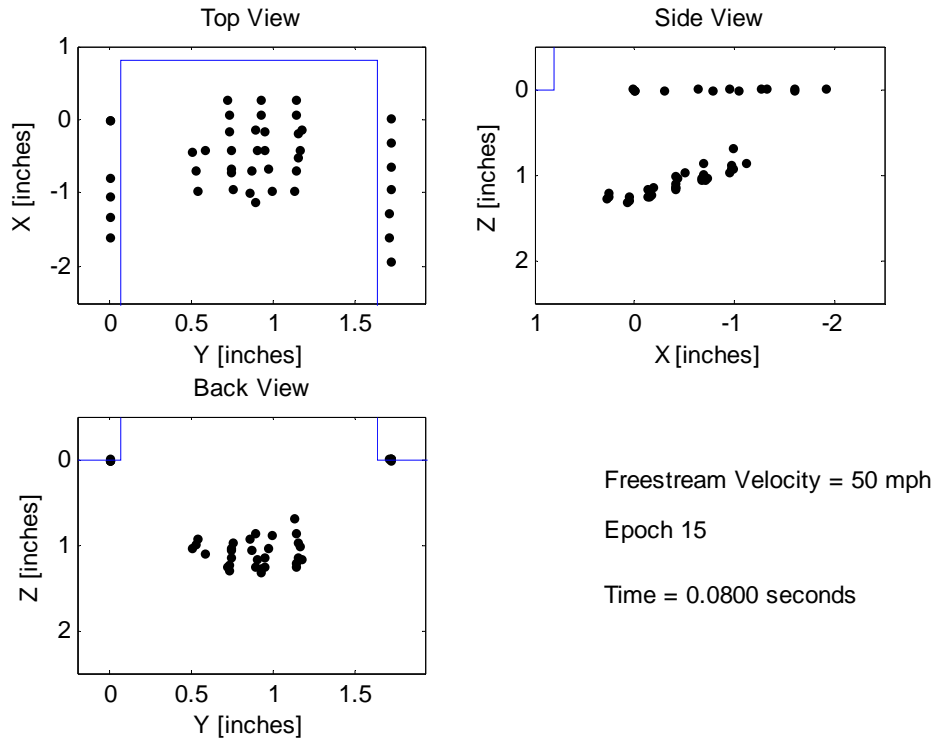 Top View
1
0
-1
-2
X [inches]
0 0.5 1 1.5
Y [inches]
Side View
0
1
2
Z [inches]
1 0 -1 -2
X [inches]
Back View
0
1
2
Z [inches]
0 0.5 1 1.5
Y [inches]
Freestream Velocity = 50 mph
Epoch 15
Time = 0.0800 seconds